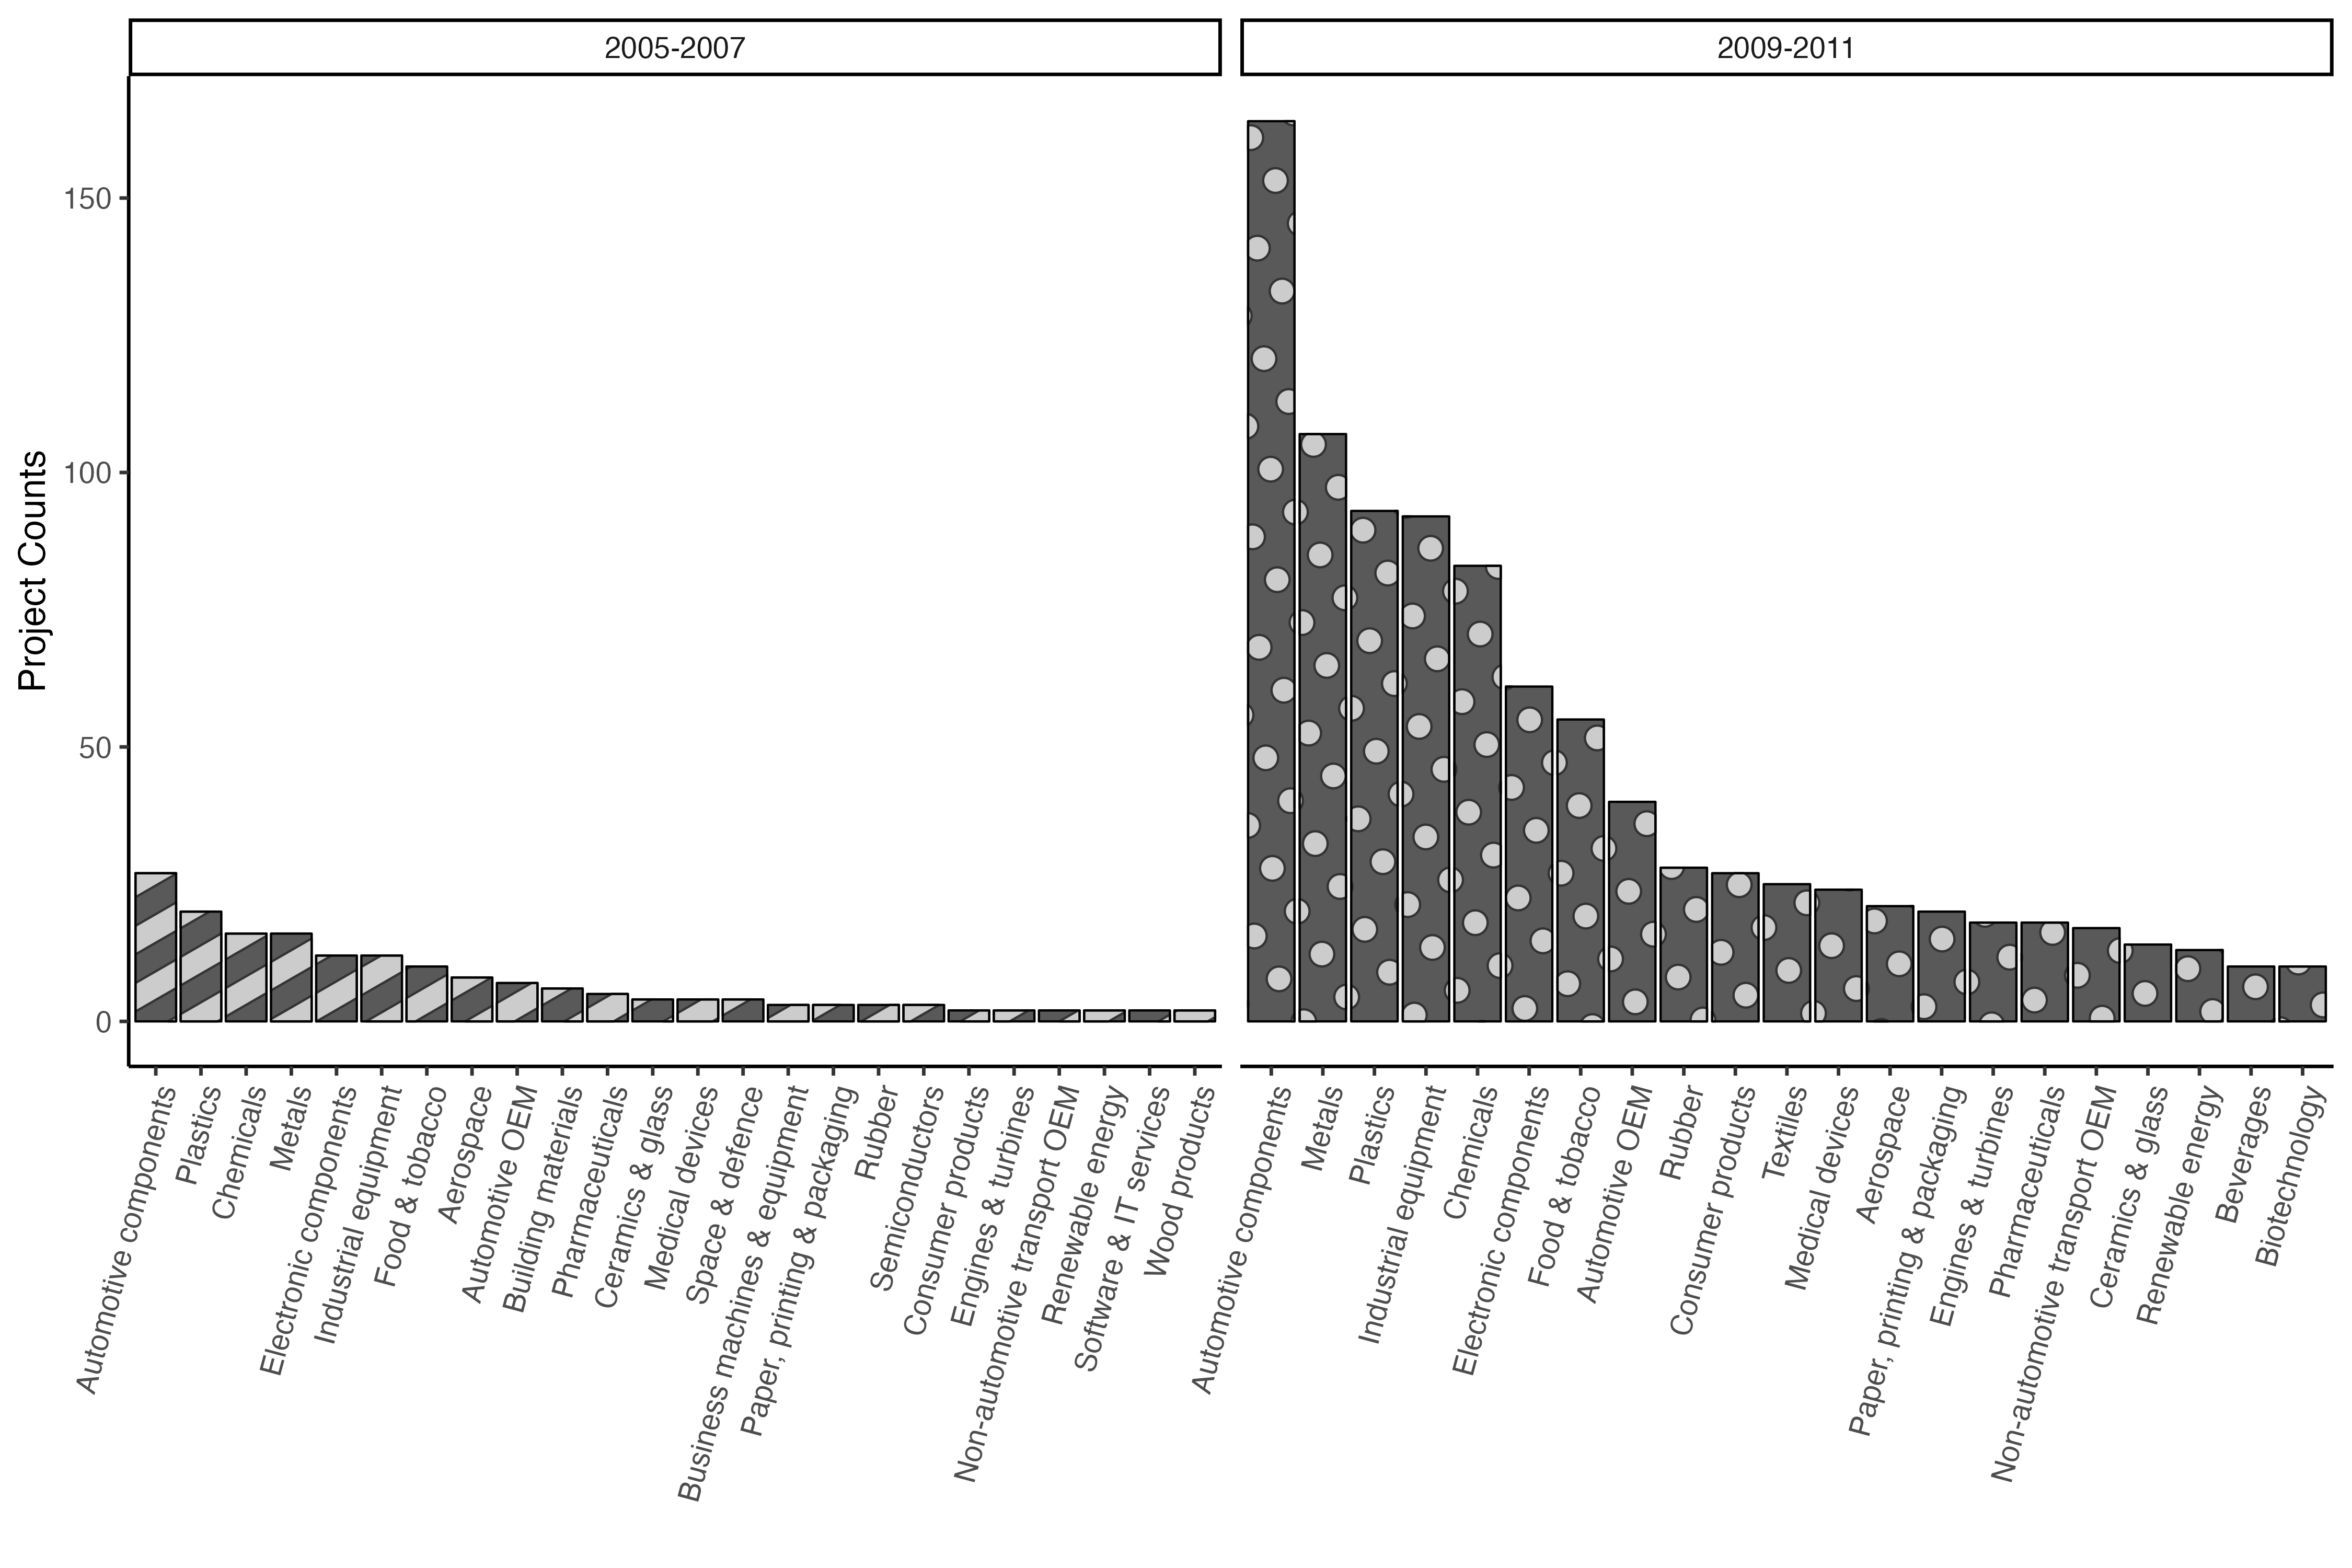 2005-2007
2009-2011
Project Counts
150
100
50
0
Automotive components
Plastics
Chemicals
Metals
Electronic components
Industrial equipment
Food & tobacco
Aerospace
Automotive OEM
Building materials
Pharmaceuticals
Ceramics & glass
Medical devices
Space & defence
Business machines & equipment
Paper, printing & packaging
Rubber
Semiconductors
Consumer products
Engines & turbines
Non-automotive transport OEM
Renewable energy
Software & IT services
Wood products
Automotive components
Metals
Plastics
Industrial equipment
Chemicals
Electronic components
Food & tobacco
Automotive OEM
Rubber
Consumer products
Textiles
Medical devices
Aerospace
Paper, printing & packaging
Engines & turbines
Pharmaceuticals
Non-automotive transport OEM
Ceramics & glass
Renewable energy
Beverages
Biotechnology